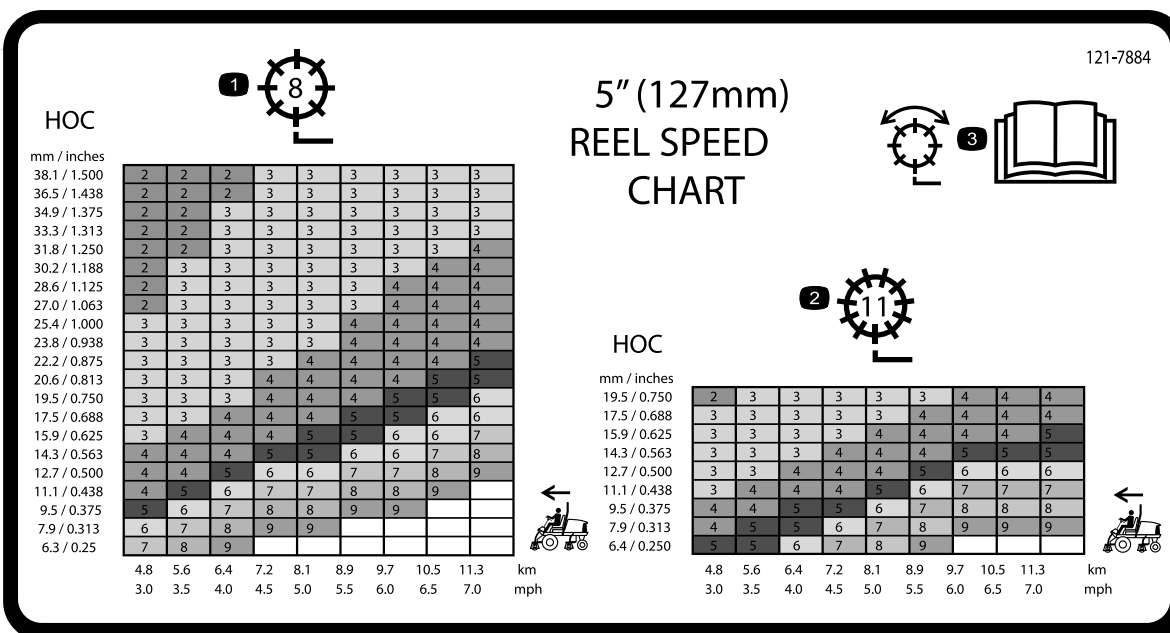 121-7884
1
8
5” (127mm)
REEL SPEED
CHART
3
HOC
mm / inches
38.1 / 1.500 2 2 2 3 3 3 3 3 3
36.5 / 1.438 2 2 2 3 3 3 3 3 3
34.9 / 1.375 2 2 3 3 3 3 3 3 3
33.3 / 1.313 2 2 3 3 3 3 3 3 3
31.8 / 1.250 2 2 3 3 3 3 3 3 4
30.2 / 1.188 2 3 3 3 3 3 3 4 4
28.6 / 1.125 2 3 3 3 3 3 4 4 4
27.0 / 1.063 2 3 3 3 3 3 4 4 4
25.4 / 1.000 3 3 3 3 3 4 4 4 4
23.8 / 0.938 3 3 3 3 3 4 4 4 4
22.2 / 0.875 3 3 3 3 4 4 4 4 5
20.6 / 0.813 3 3 3 4 4 4 4 5 5
19.5 / 0.750 3 3 3 4 4 4 5 5 6
17.5 / 0.688 3 3 4 4 4 5 5 6 6
15.9 / 0.625 3 4 4 4 5 5 6 6 7
14.3 / 0.563 4 4 4 5 5 6 6 7 8
12.7 / 0.500 4 4 5 6 6 7 7 8 9
11.1 / 0.438 4 5 6 7 7 8 8 9
9.5 / 0.375 5 6 7 8 8 9 9
7.9 / 0.313 6 7 8 9 9
6.3 / 0.25 7 8 9
4.8 5.6 6.4 7.2 8.1 8.9 9.7 10.5 11.3 km
3.0 3.5 4.0 4.5 5.0 5.5 6.0 6.5 7.0 mph
2
11
HOC
mm / inches
19.5 / 0.750 2 3 3 3 3 3 4 4 4
17.5 / 0.688 3 3 3 3 3 4 4 4 4
15.9 / 0.625 3 3 3 3 4 4 4 4 5
14.3 / 0.563 3 3 3 4 4 4 5 5 5
12.7 / 0.500 3 3 4 4 4 5 6 6 6
11.1 / 0.438 3 4 4 4 5 6 7 7 7
9.5 / 0.375 4 4 5 5 6 7 8 8 8
7.9 / 0.313 4 5 5 6 7 8 9 9 9
6.4 / 0.250 5 5 6 7 8 9
4.8 5.6 6.4 7.2 8.1 8.9 9.7 10.5 11.3 km
3.0 3.5 4.0 4.5 5.0 5.5 6.0 6.5 7.0 mph